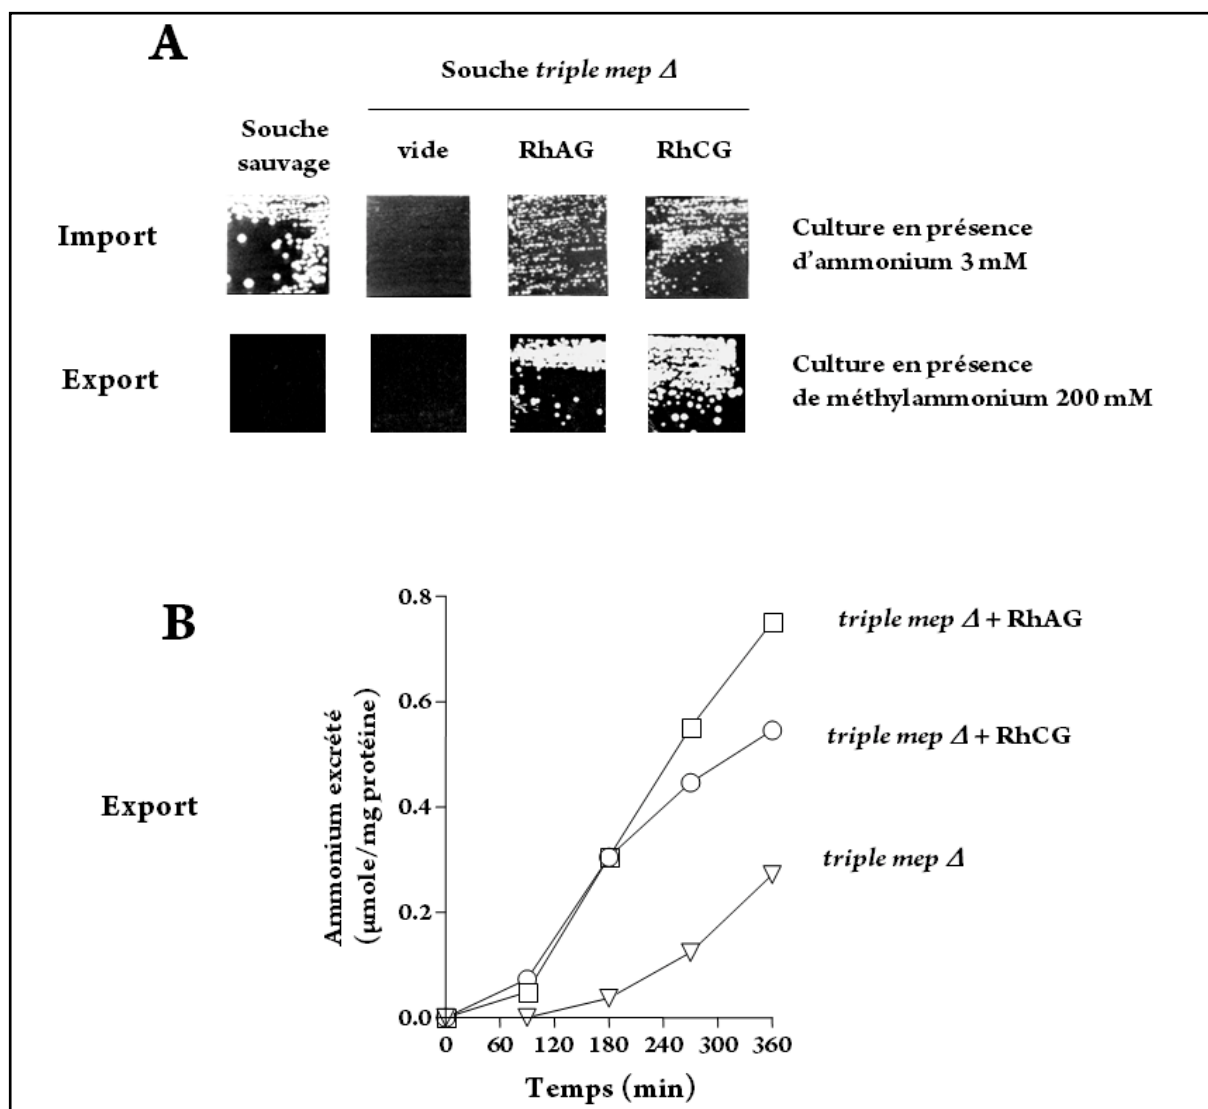 A
Souche triple mep Δ
Souche
sauvage
vide
RhAG
RhCG
Import
Culture en présence
d’ammonium 3 mM
Export
Culture en présence
de méthylammonium 200 mM
B
Export
Ammonium excrété
(µmole/mg protéine)
0.8
0.6
0.4
0.2
0.0
0 60 120 180 240 300 360
Temps (min)
triple mep Δ + RhAG
triple mep Δ + RhCG
triple mep Δ